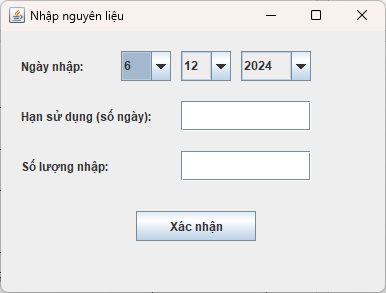 Nhập nguyên liệu
Ngày nhập: 6 12 2024
Hạn sử dụng (số ngày):
Số lượng nhập:
Xác nhận